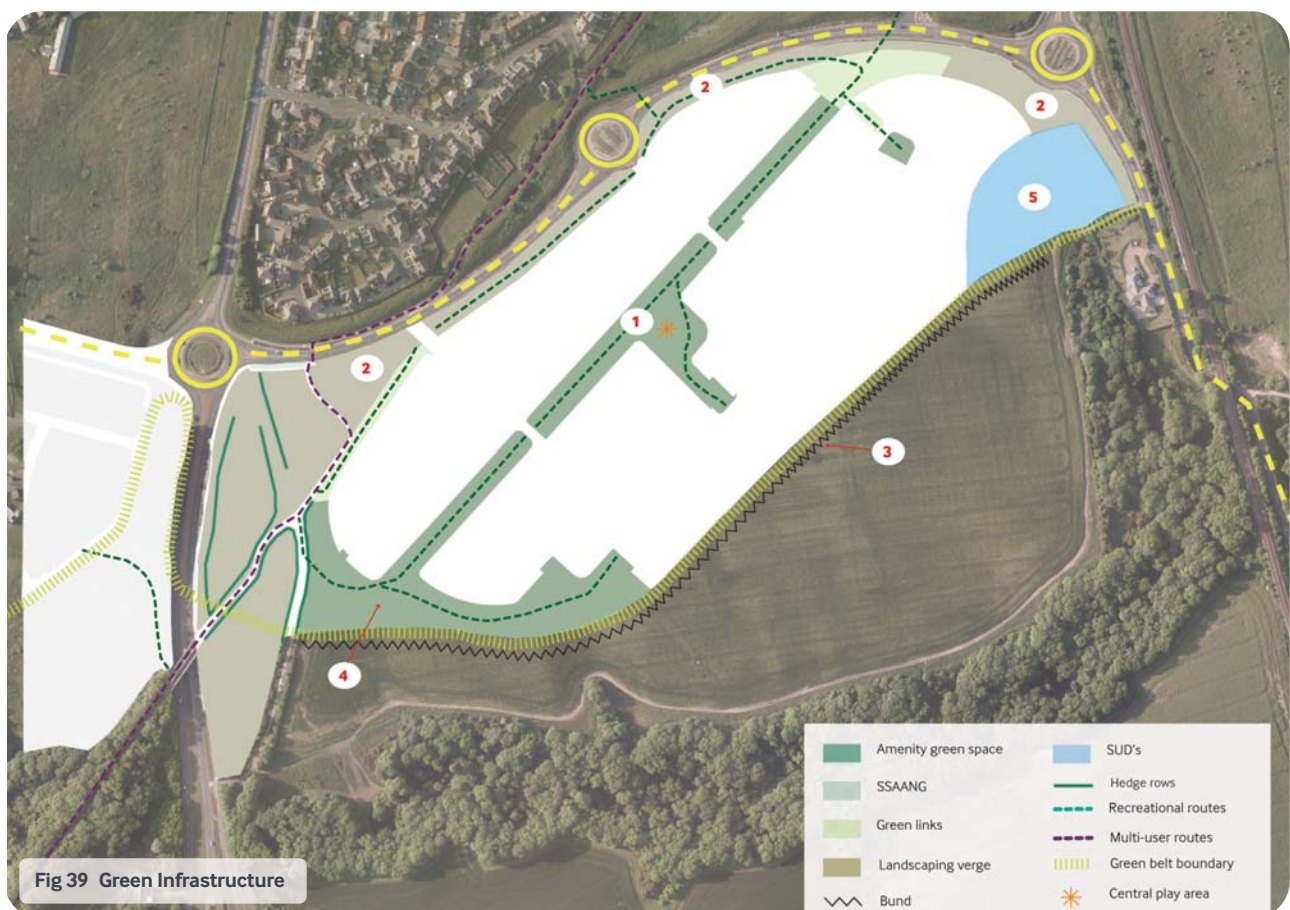 2
2
5
1
2
3
4
Amenity green space
SSAANG
Green links
Landscaping verge
Bund
SUD's
Hedge rows
Recreational routes
Multi-user routes
Green belt boundary
Central play area
Fig 39 Green Infrastructure